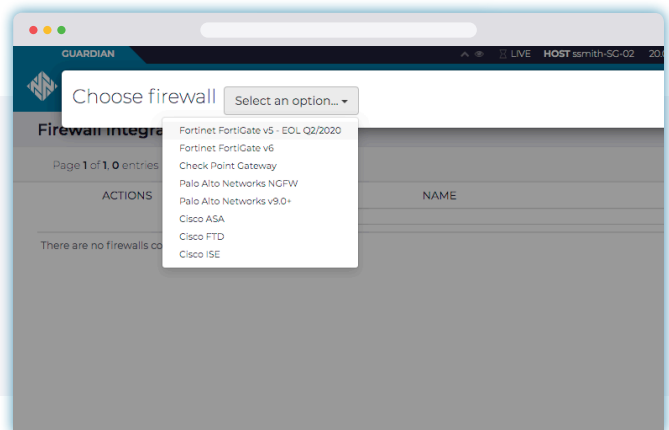 GUARDIAN
LIVE HOST ssmith-SG-02
Choose firewall Select an option...
Firewall Integra
Fortinet FortiGate v5 - EOL Q2/2020
Fortinet FortiGate v6
Page 1 of 1, 0 entries
Check Point Gateway
Palo Alto Networks NGFW
ACTIONS
NAME
Palo Alto Networks v9.0+
Cisco ASA
There are no firewalls co
Cisco FTD
Cisco ISE